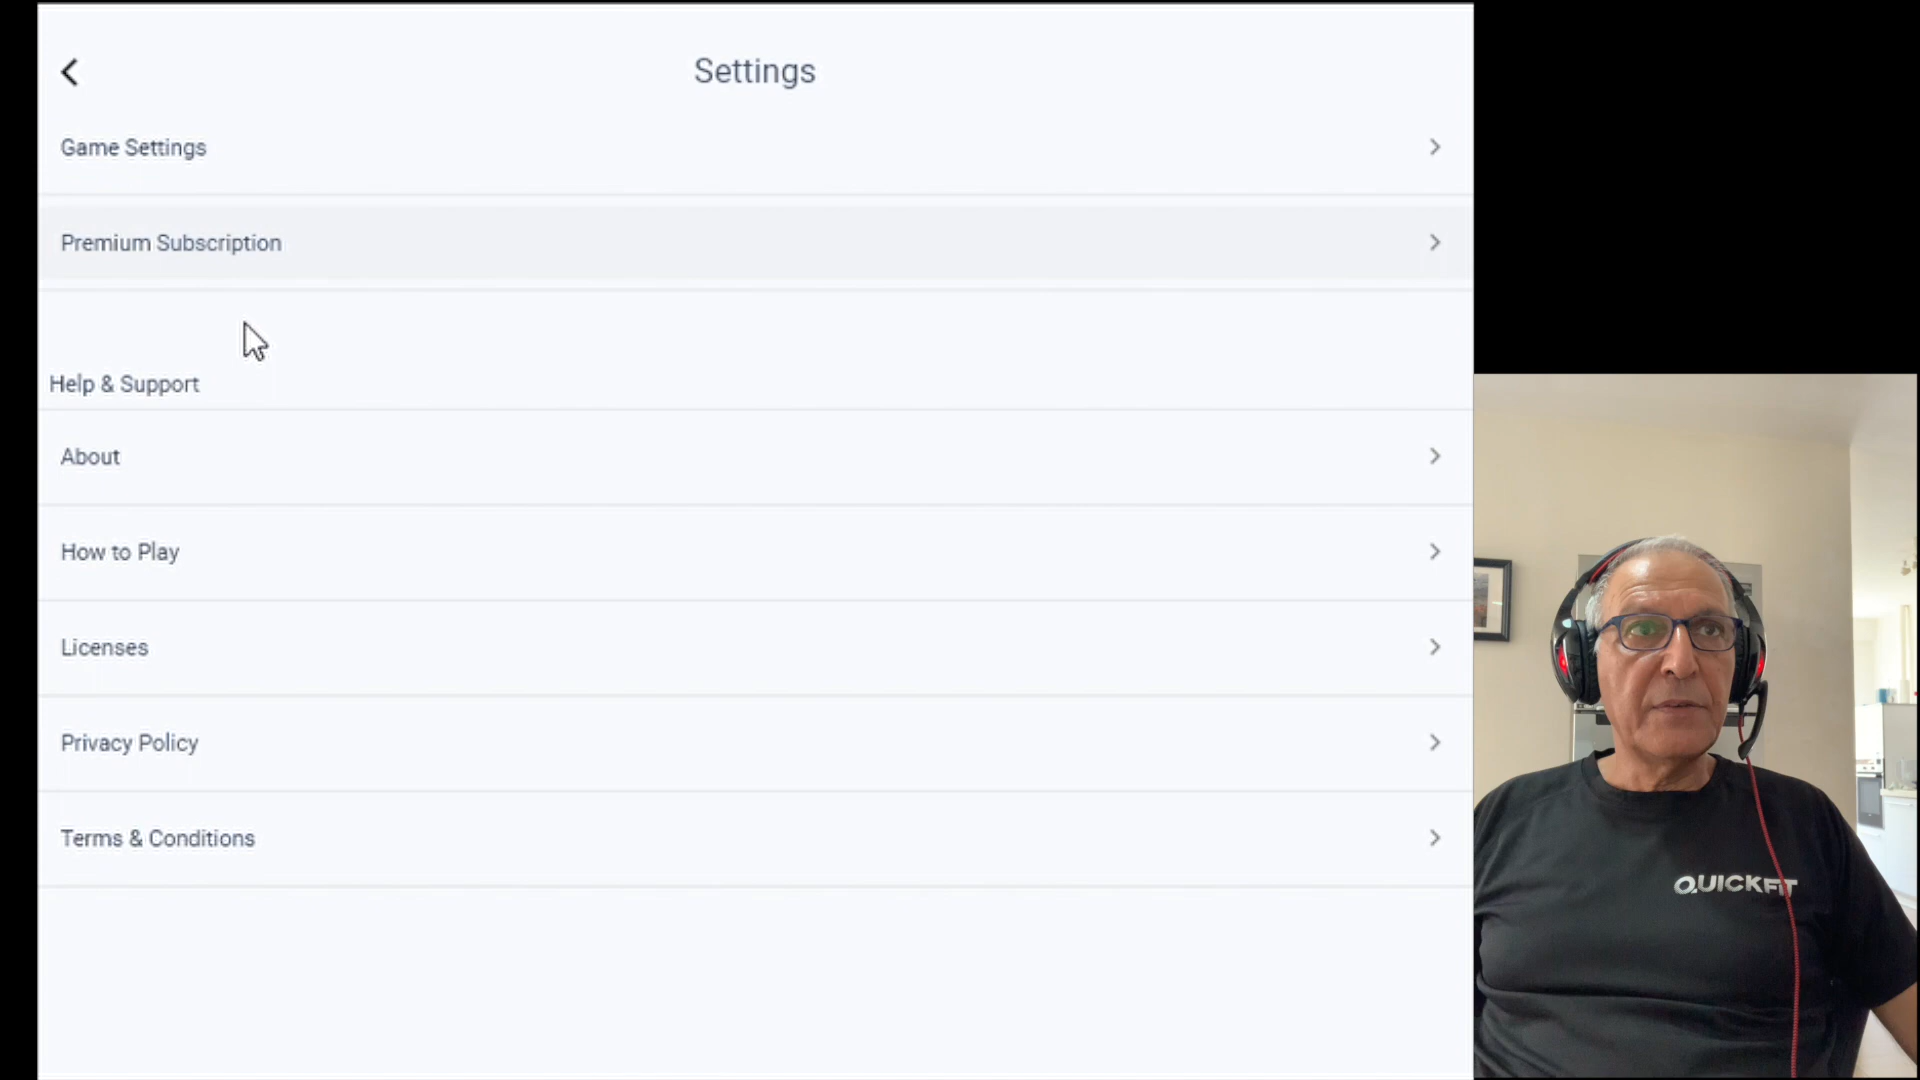 Settings
Game Settings
Premium Subscription
Help & Support
About
How to Play
Licenses
Privacy Policy
Terms & Conditions
QUICKFIT